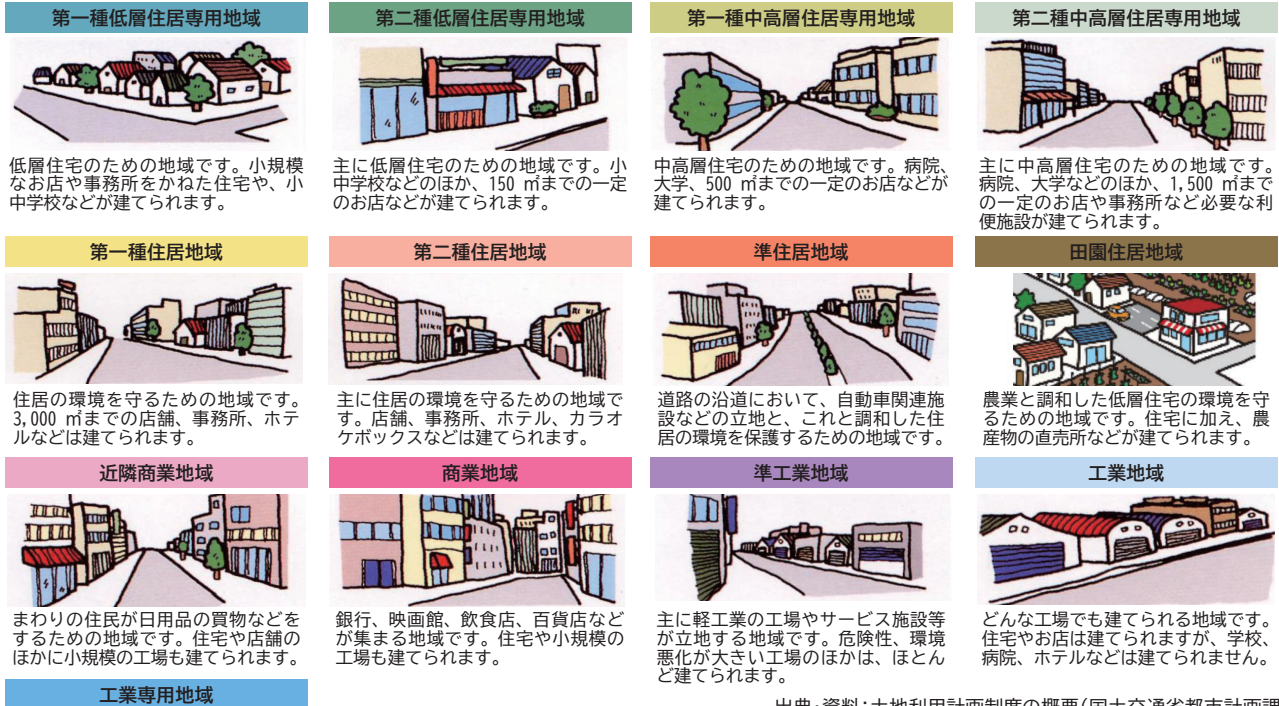 第一種低層住居専用地域
低層住宅のための地域です。小規模
なお店や事務所をかねた住宅や、小
中学校などが建てられます。
第二種低層住居専用地域
主に低層住宅のための地域です。小
中学校などのほか、150 ㎡までの一定
のお店などが建てられます。
第一種中高層住居専用地域
中高層住宅のための地域です。病院、
大学、500 ㎡までの一定のお店などが
建てられます。
第二種中高層住居専用地域
主に中高層住宅のための地域です。
病院、大学などのほか、1,500 ㎡まで
の一定のお店や事務所など必要な利
便施設が建てられます。
第一種住居地域
住居の環境を守るための地域です。
3,000 ㎡までの店舗、事務所、ホテ
ルなどは建てられます。
第二種住居地域
主に住居の環境を守るための地域で
す。店舗、事務所、ホテル、カラオ
ケボックスなどは建てられます。
準住居地域
道路の沿道において、自動車関連施
設などの立地と、これと調和した住
居の環境を保護するための地域です。
田園住居地域
農業と調和した低層住宅の環境を守
るための地域です。住宅に加え、農
産物の直売所などが建てられます。
近隣商業地域
まわりの住民が日用品の買物などを
するための地域です。住宅や店舗の
ほかに小規模の工場も建てられます。
商業地域
銀行、映画館、飲食店、百貨店など
が集まる地域です。住宅や小規模の
工場も建てられます。
準工業地域
主に軽工業の工場やサービス施設等
が立地する地域です。危険性、環境
悪化が大きい工場のほかは、ほとん
ど建てられます。
工業地域
どんな工場でも建てられる地域です。
住宅やお店は建てられますが、学校、
病院、ホテルなどは建てられません。
工業専用地域
出典・資料：土地利用計画制度の概要（国土交通省都市計画課